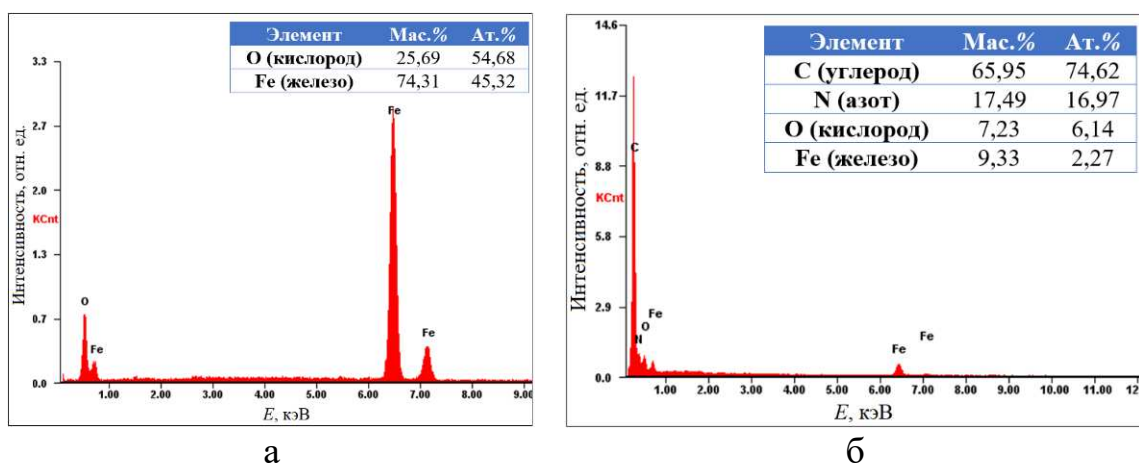 Элемент Мас.% Ат.%
О (кислород) 25,69 54,68
Fe (железо) 74,31 45,32
Интенсивность, отн. ед.
3.3
2.7
2.0
KCnt
1.3
0.7
0.0
O
Fe
Fe
Fe
1.00 2.00 3.00 4.00 5.00 6.00 7.00 8.00 9.00
E, кэВ
а
Элемент Мас.% Ат.%
С (углерод) 65,95 74,62
N (азот) 17,49 16,97
О (кислород) 7,23 6,14
Fe (железо) 9,33 2,27
Интенсивность, отн. ед.
14.6
11.7
8.8
KCnt
5.8
2.9
0.0
C
N
O
Fe
Fe
Fe
1.00 2.00 3.00 4.00 5.00 6.00 7.00 8.00 9.00 10.00 11.00 12.
E, кэВ
б